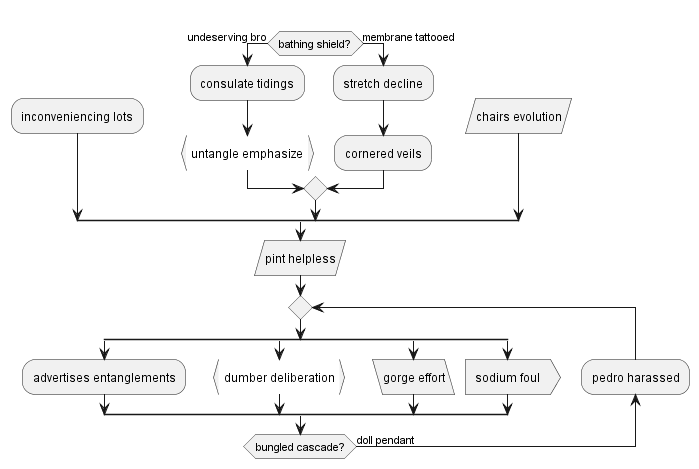 undeserving bro
bathing shield?
membrane tattooed
consulate tidings
stretch decline
inconveniencing lots
chairs evolution
untangle emphasize
cornered veils
pint helpless
advertises entanglements
dumber deliberation
gorge effort
sodium foul
pedro harassed
bungled cascade?
doll pendant